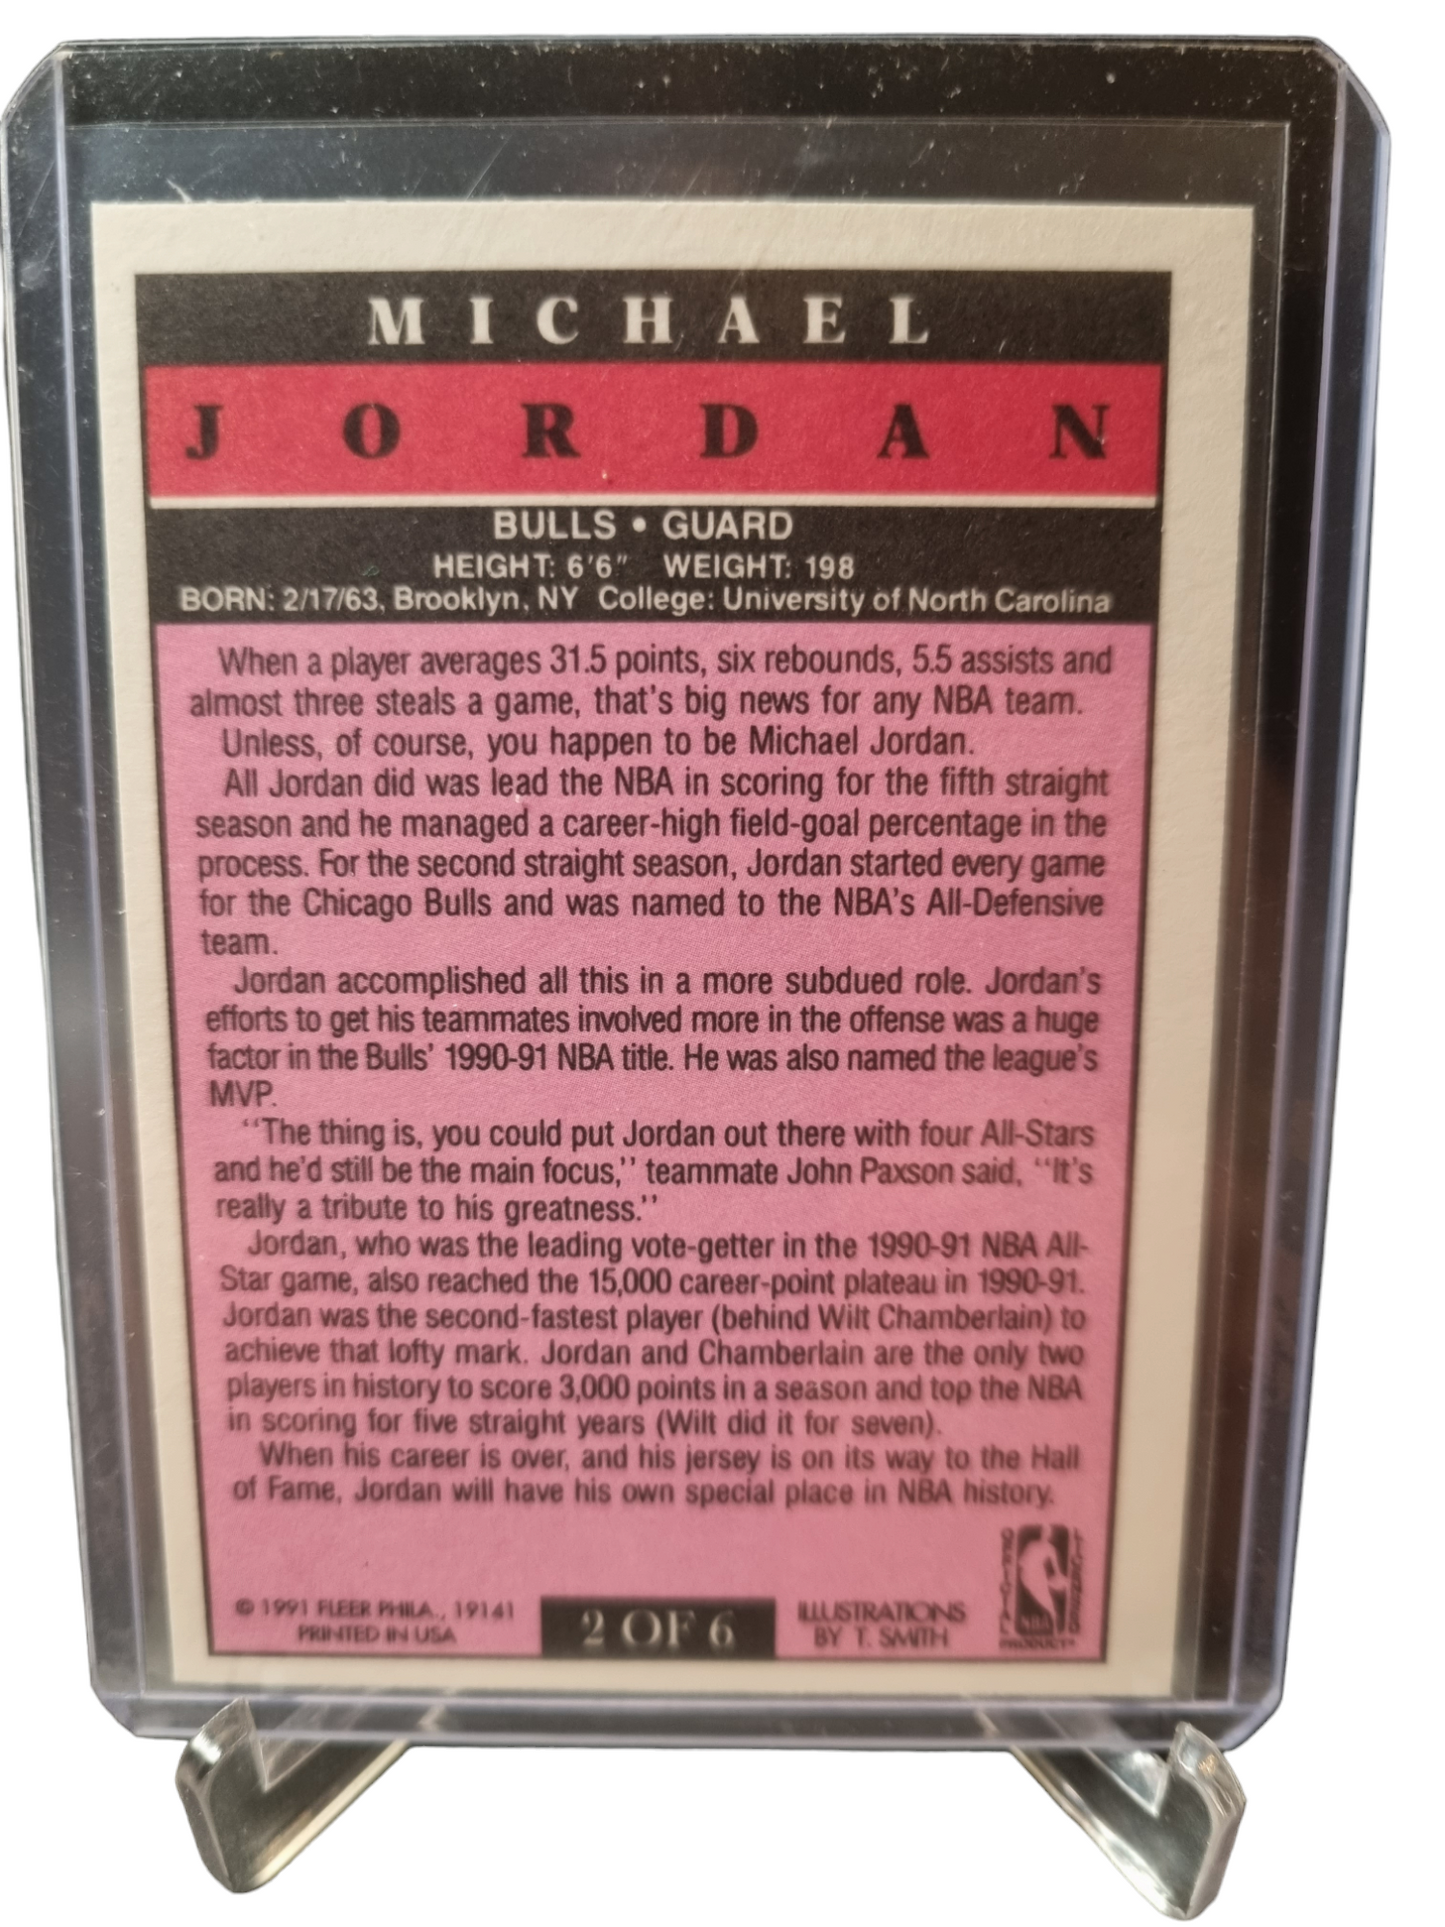 MICHAEL
JORDAN
BULLS • GUARD
HEIGHT: 6'6" WEIGHT: 198
BORN: 2/17/63, Brooklyn, NY College: University of North Carolina
When a player averages 31.5 points, six rebounds, 5.5 assists and
almost three steals a game, that's big news for any NBA team.
Unless, of course, you happen to be Michael Jordan.
All Jordan did was lead the NBA in scoring for the fifth straight
season and he managed a career-high field-goal percentage in the
process. For the second straight season, Jordan started every game
for the Chicago Bulls and was named to the NBA's All-Defensive
team.
Jordan accomplished all this in a more subdued role. Jordan's
efforts to get his teammates involved more in the offense was a huge
factor in the Bulls' 1990-91 NBA title. He was also named the league's
MVP.
‘‘The thing is, you could put Jordan out there with four All-Stars
and he'd still be the main focus,’’ teammate John Paxson said, ‘‘It's
really a tribute to his greatness.’’
Jordan, who was the leading vote-getter in the 1990-91 NBA All-
Star game, also reached the 15,000 career-point plateau in 1990-91.
Jordan was the second-fastest player (behind Wilt Chamberlain) to
achieve that lofty mark. Jordan and Chamberlain are the only two
players in history to score 3,000 points in a season and top the NBA
in scoring for five straight years (Wilt did it for seven).
When his career is over, and his jersey is on its way to the Hall
of Fame, Jordan will have his own special place in NBA history.
© 1991 FLEER PHILA., 19141
PRINTED IN USA
2 OF 6
ILLUSTRATIONS
BY T. SMITH
OFFICIAL
LICENSED
NBA
PRODUCT